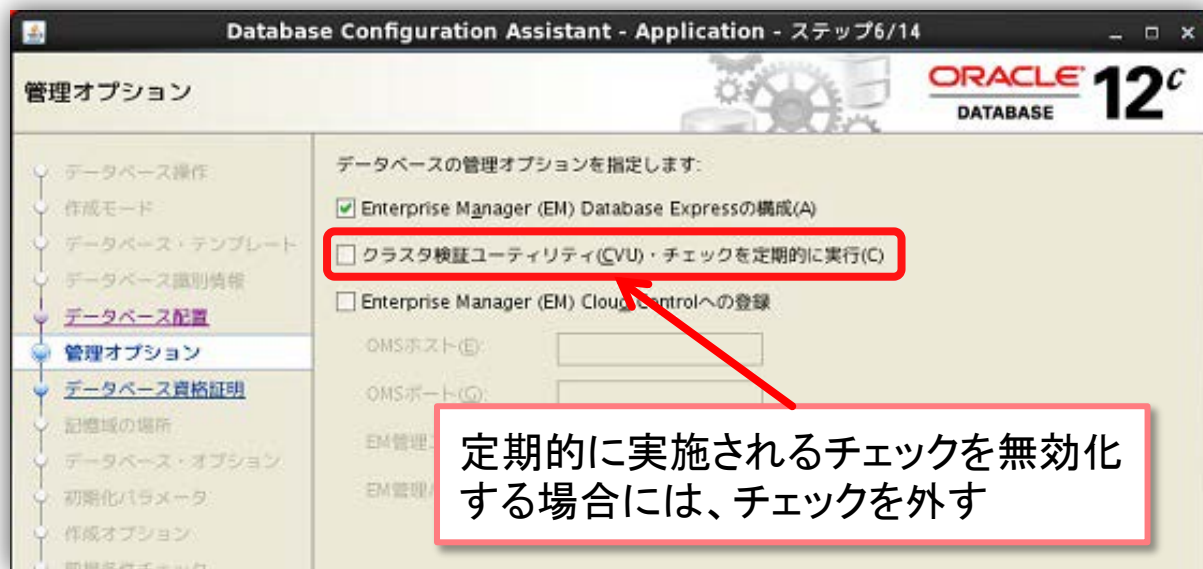 Database Configuration Assistant - Application - ステップ6/14
管理オプション
ORACLE
DATABASE
12c
データベース操作
作成モード
データベース・テンプレート
データベース識別情報
データベース配置
管理オプション
データベース資格証明
記憶域の場所
データベース・オプション
初期化パラメータ
作成オプション
前提条件チェック
データベースの管理オプションを指定します:
Enterprise Manager (EM) Database Expressの構成(A)
クラスタ検証ユーティリティ(CVU)・チェックを定期的に実行(C)
Enterprise Manager (EM) Cloud Controlへの登録
OMSホスト(E):
OMSポート(G):
EM管理
EM管理
定期的に実施されるチェックを無効化
する場合には、チェックを外す